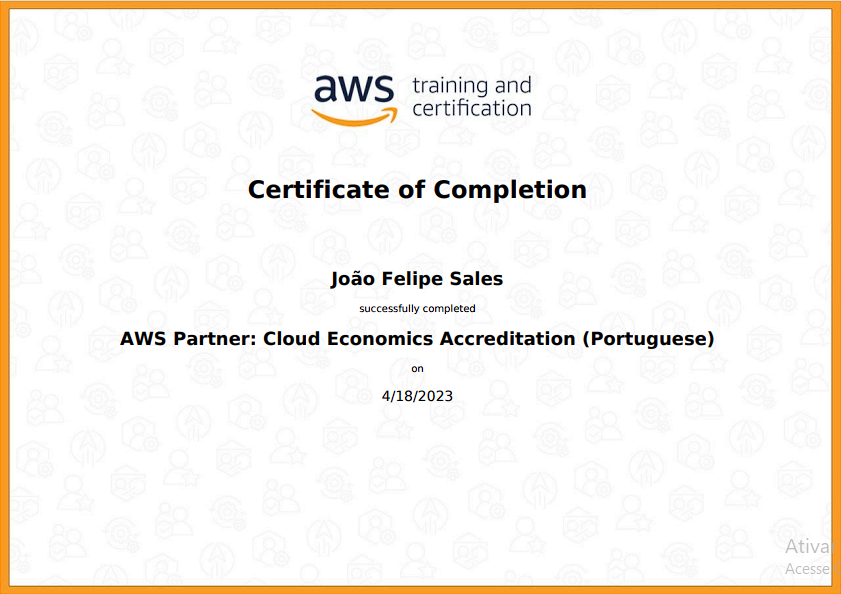 aws training and
certification
Certificate of Completion
João Felipe Sales
successfully completed
AWS Partner: Cloud Economics Accreditation (Portuguese)
on
4/18/2023
Ativa
Acesse